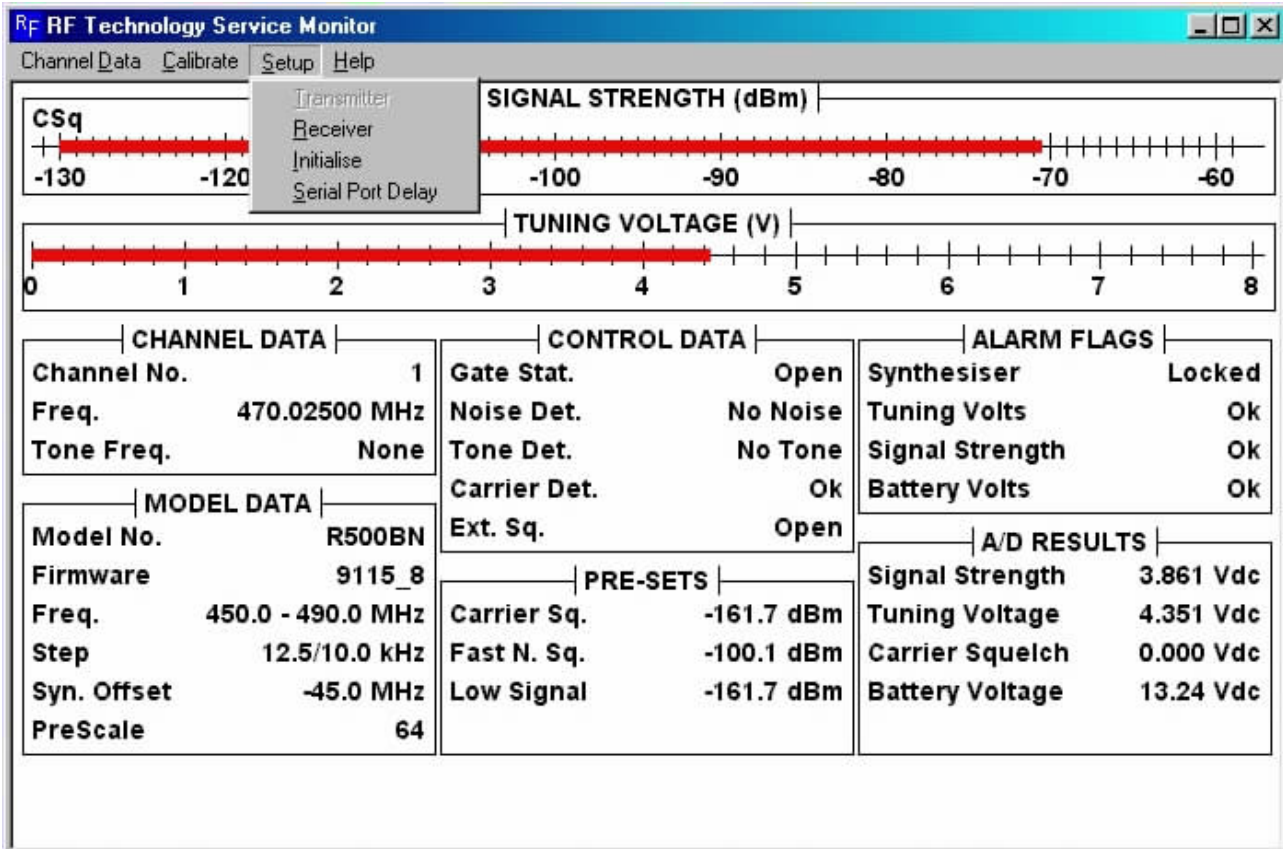 RF RF Technology Service Monitor
Channel Data Calibrate Setup Help
Transmitter
Receiver
Initialise
Serial Port Delay
SIGNAL STRENGTH (dBm)
CSq
-130 -120 -100 -90 -80 -70 -60
TUNING VOLTAGE (V)
0 1 2 3 4 5 6 7 8
CHANNEL DATA
Channel No. 1
Freq. 470.02500 MHz
Tone Freq. None
MODEL DATA
Model No. R500BN
Firmware 9115_8
Freq. 450.0 - 490.0 MHz
Step 12.5/10.0 kHz
Syn. Offset -45.0 MHz
PreScale 64
CONTROL DATA
Gate Stat. Open
Noise Det. No Noise
Tone Det. No Tone
Carrier Det. Ok
Ext. Sq. Open
PRE-SETS
Carrier Sq. -161.7 dBm
Fast N. Sq. -100.1 dBm
Low Signal -161.7 dBm
ALARM FLAGS
Synthesiser Locked
Tuning Volts Ok
Signal Strength Ok
Battery Volts Ok
A/D RESULTS
Signal Strength 3.861 Vdc
Tuning Voltage 4.351 Vdc
Carrier Squelch 0.000 Vdc
Battery Voltage 13.24 Vdc